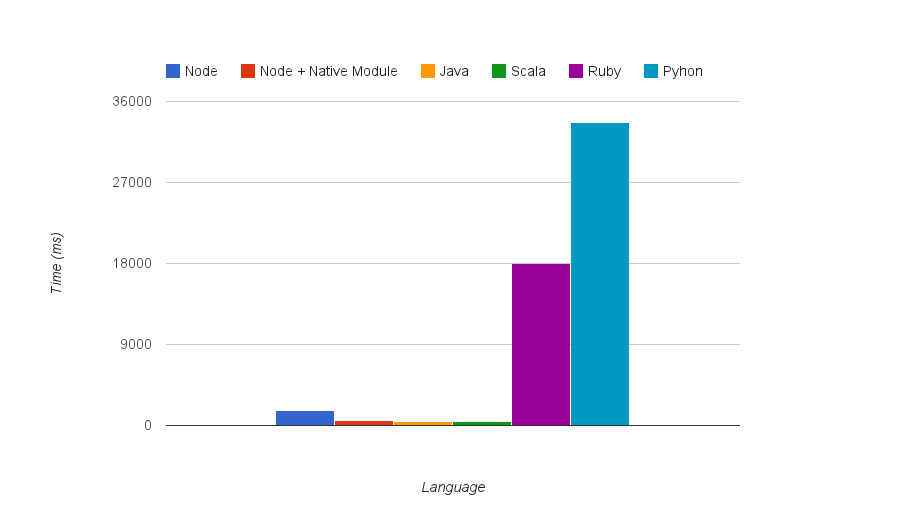 Node Node + Native Module Java Scala Ruby Pyhon
36000
27000
18000
9000
0
Time (ms)
Language